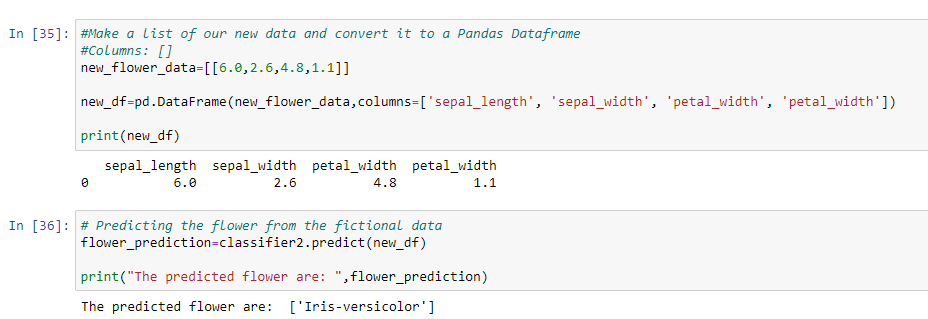 In [35]: #Make a list of our new data and convert it to a Pandas Dataframe
#Columns: []
new_flower_data=[[6.0,2.6,4.8,1.1]]
new_df=pd.DataFrame(new_flower_data,columns=['sepal_length', 'sepal_width', 'petal_width', 'petal_width'])
print(new_df)
sepal_length sepal_width petal_width petal_width
0 6.0 2.6 4.8 1.1
In [36]: # Predicting the flower from the fictional data
flower_prediction=classifier2.predict(new_df)
print("The predicted flower are: ",flower_prediction)
The predicted flower are:  ['Iris-versicolor']